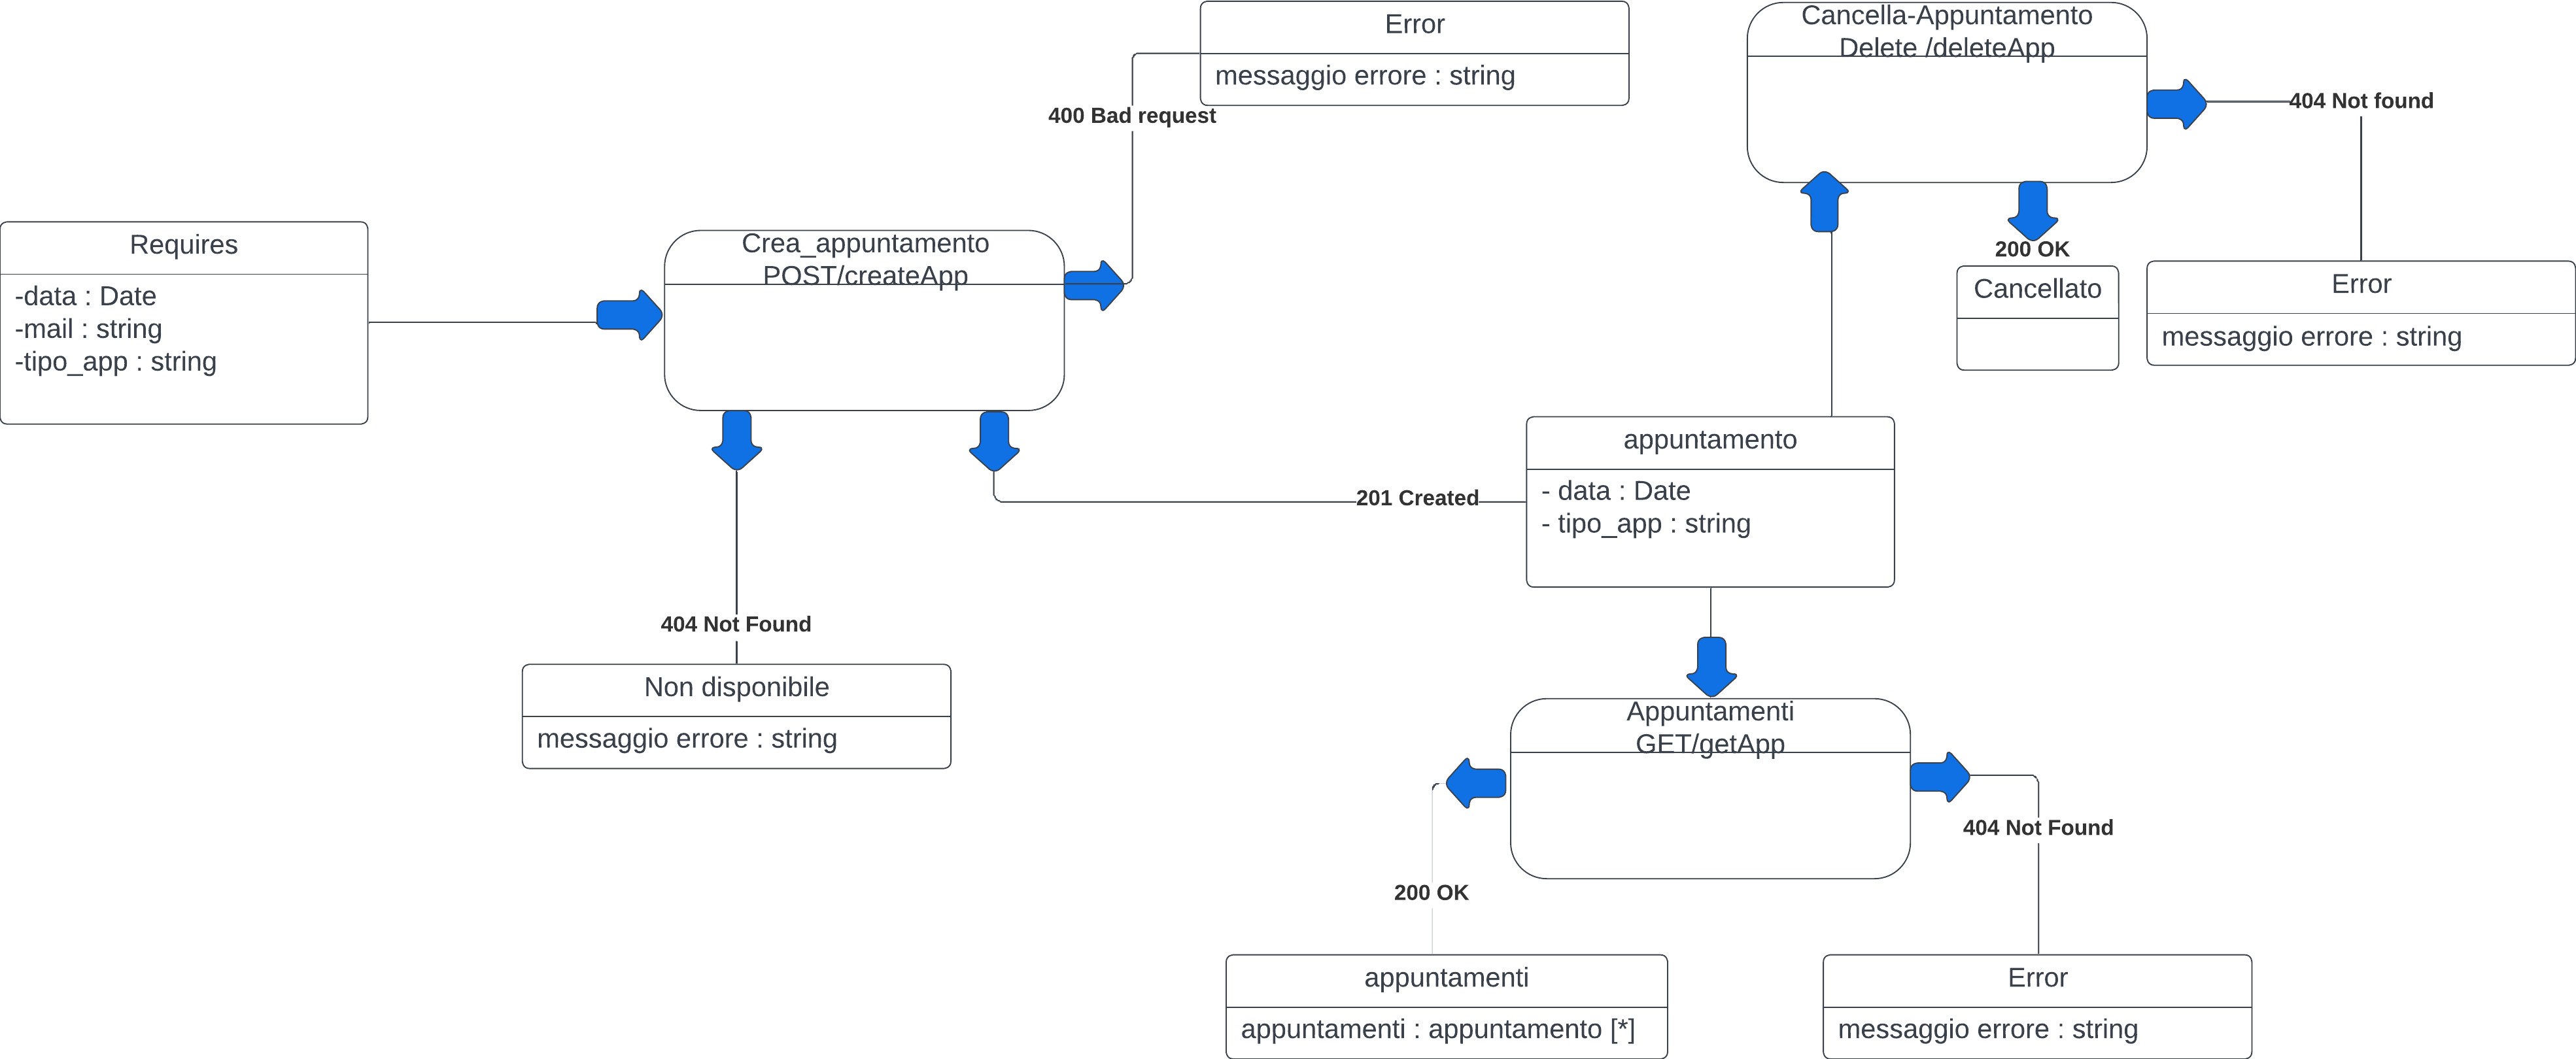 Error
messaggio errore : string
400 Bad request
Cancella-Appuntamento
Delete /deleteApp
404 Not found
200 OK
Cancellato
Error
messaggio errore : string
Requires
-data : Date
-mail : string
-tipo_app : string
Crea_appuntamento
POST/createApp
appuntamento
- data : Date
- tipo_app : string
201 Created
404 Not Found
Non disponibile
messaggio errore : string
Appuntamenti
GET/getApp
404 Not Found
200 OK
appuntamenti
appuntamenti : appuntamento [*]
Error
messaggio errore : string